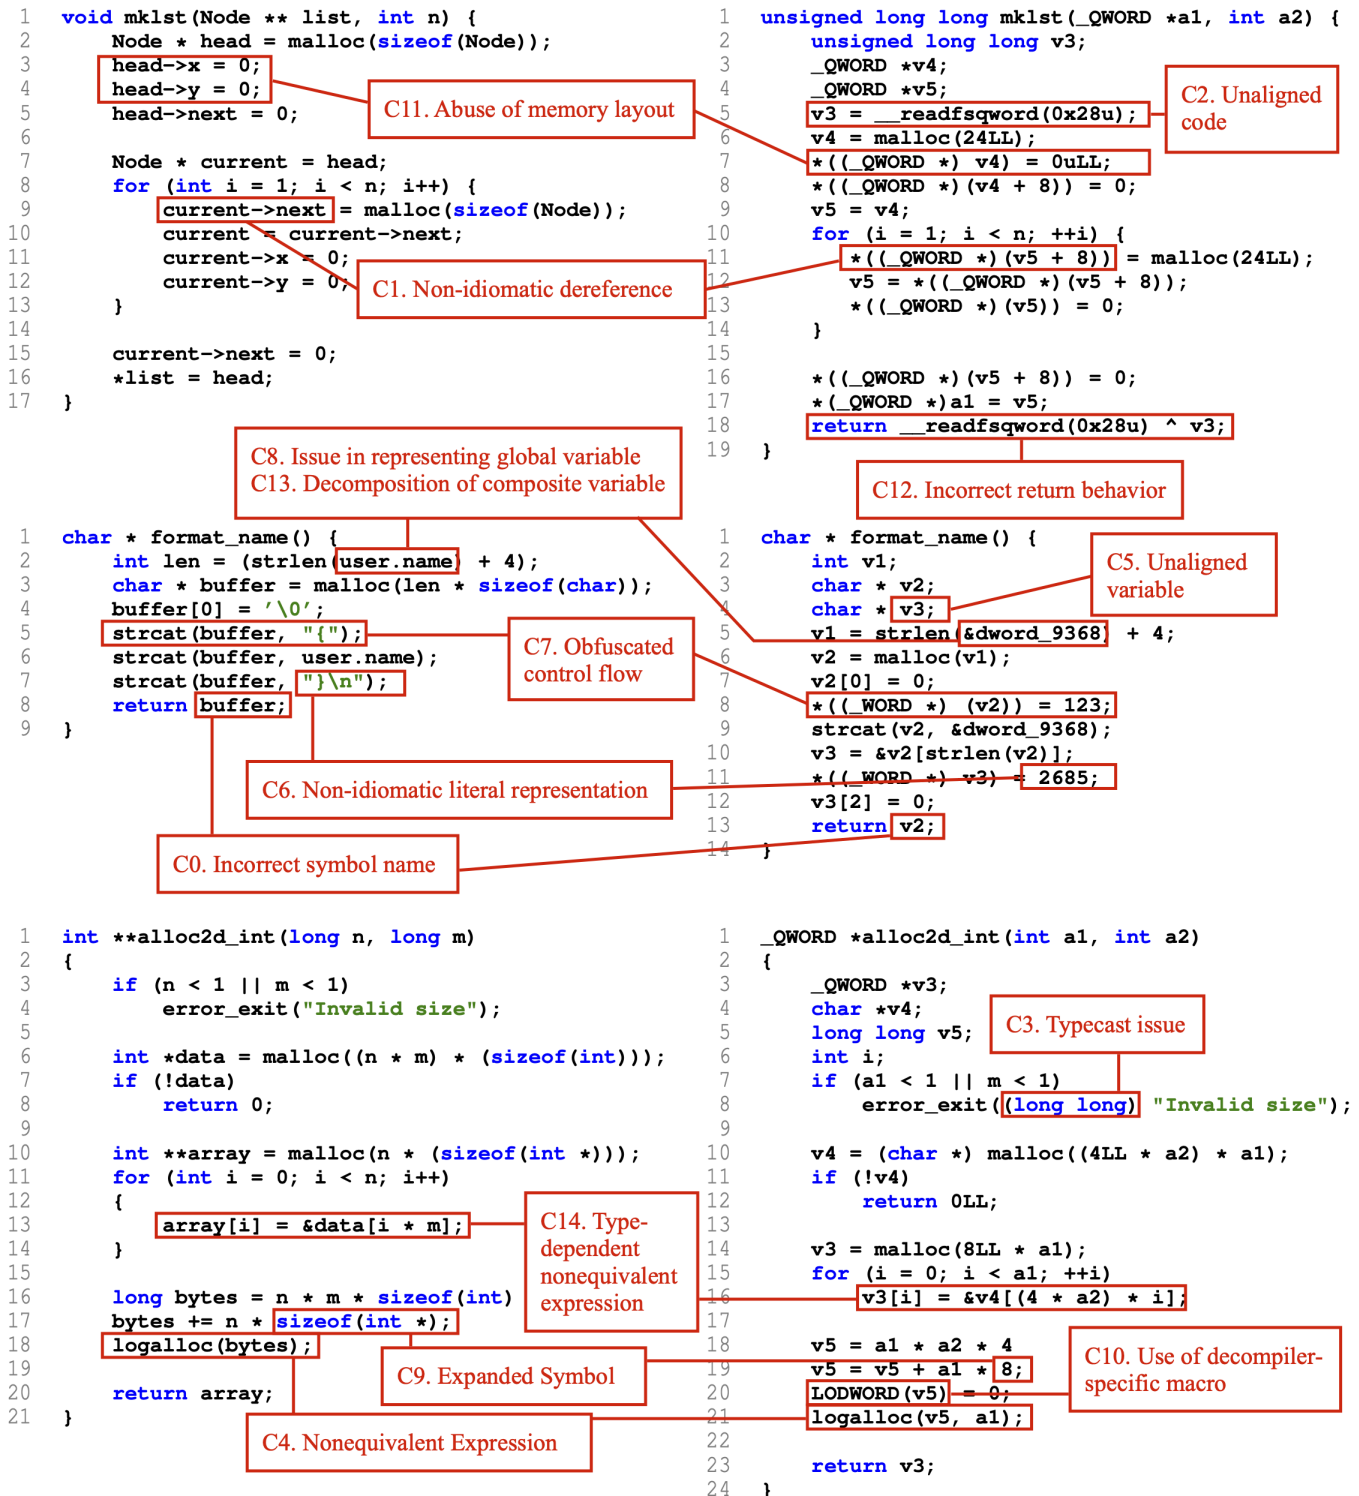 1 void mklst(Node ** list, int n) {
2 Node * head = malloc(sizeof(Node));
3 head->x = 0;
4 head->y = 0;
5 head->next = 0;
6
7 Node * current = head;
8 for (int i = 1; i < n; i++) {
9 current->next = malloc(sizeof(Node));
10 current = current->next;
11 current->x = 0;
12 current->y = 0;
13 }
14
15 current->next = 0;
16 *list = head;
17 }
C11. Abuse of memory layout
C1. Non-idiomatic dereference
1 unsigned long long mklst(_QWORD *a1, int a2) {
2 unsigned long long v3;
3 _QWORD *v4;
4 _QWORD *v5;
5 v3 = __readfsqword(0x28u);
6 v4 = malloc(24LL);
7 *((_QWORD *) v4) = 0uLL;
8 *((_QWORD *)(v4 + 8)) = 0;
9 v5 = v4;
10 for (i = 1; i < n; ++i) {
11 *((_QWORD *)(v5 + 8)) = malloc(24LL);
12 v5 = *((_QWORD *)(v5 + 8));
13 *((_QWORD *)(v5)) = 0;
14 }
15
16 *((_QWORD *)(v5 + 8)) = 0;
17 *(_QWORD *)a1 = v5;
18 return __readfsqword(0x28u) ^ v3;
19 }
C2. Unaligned
code
C12. Incorrect return behavior
C8. Issue in representing global variable
C13. Decomposition of composite variable
1 char * format_name() {
2 int len = (strlen(user.name) + 4);
3 char * buffer = malloc(len * sizeof(char));
4 buffer[0] = '\0';
5 strcat(buffer, "{");
6 strcat(buffer, user.name);
7 strcat(buffer, "}\n");
8 return buffer;
9 }
C7. Obfuscated
control flow
C6. Non-idiomatic literal representation
C0. Incorrect symbol name
1 char * format_name() {
2 int v1;
3 char * v2;
4 char * v3;
5 v1 = strlen(&dword_9368) + 4;
6 v2 = malloc(v1);
7 v2[0] = 0;
8 *((_WORD *) (v2)) = 123;
9 strcat(v2, &dword_9368);
10 v3 = &v2[strlen(v2)];
11 *((_WORD *) v3) = 2685;
12 v3[2] = 0;
13 return v2;
14 }
C5. Unaligned
variable
1 int **alloc2d_int(long n, long m)
2 {
3 if (n < 1 || m < 1)
4 error_exit("Invalid size");
5
6 int *data = malloc((n * m) * (sizeof(int)));
7 if (!data)
8 return 0;
9
10 int **array = malloc(n * (sizeof(int *)));
11 for (int i = 0; i < n; i++)
12 {
13 array[i] = &data[i * m];
14 }
15
16 long bytes = n * m * sizeof(int)
17 bytes += n * sizeof(int *);
18 logalloc(bytes);
19
20 return array;
21 }
C14. Type-
dependent
nonequivalent
expression
C9. Expanded Symbol
C4. Nonequivalent Expression
1 _QWORD *alloc2d_int(int a1, int a2)
2 {
3 _QWORD *v3;
4 char *v4;
5 long long v5;
6 int i;
7 if (a1 < 1 || m < 1)
8 error_exit((long long) "Invalid size");
9
10 v4 = (char *) malloc((4LL * a2) * a1);
11 if (!v4)
12 return 0LL;
13
14 v3 = malloc(8LL * a1);
15 for (i = 0; i < a1; ++i)
16 v3[i] = &v4[(4 * a2) * i];
17
18 v5 = a1 * a2 * 4
19 v5 = v5 + a1 * 8;
20 LODWORD(v5) = 0;
21 logalloc(v5, a1);
22
23 return v3;
24 }
C3. Typecast issue
C10. Use of decompiler-
specific macro